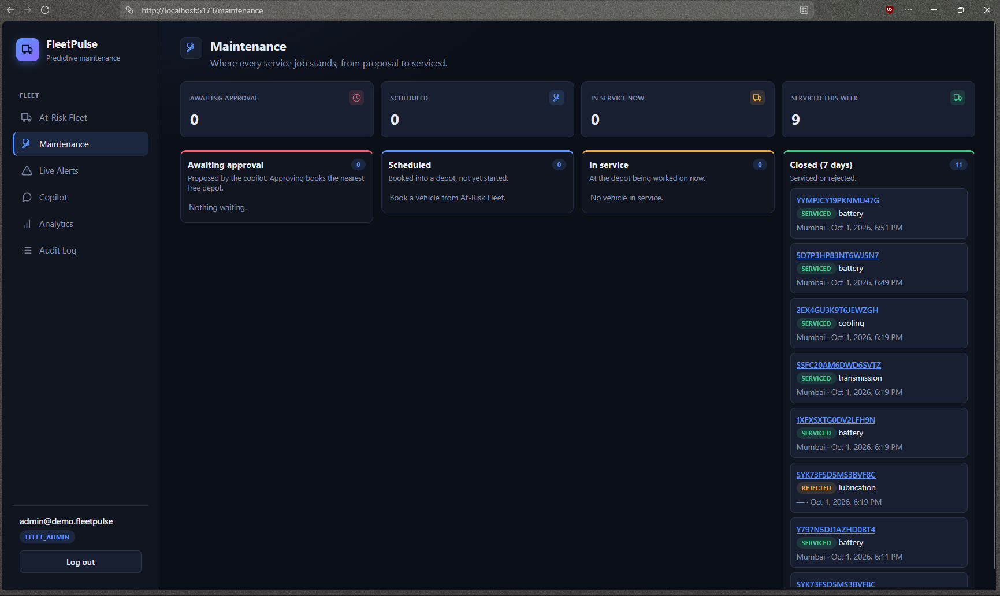 http://localhost:5173/maintenance
FleetPulse
Predictive maintenance
FLEET
At-Risk Fleet
Maintenance
Live Alerts
Copilot
Analytics
Audit Log
admin@demo.fleetpulse
FLEET_ADMIN
Log out
Maintenance
Where every service job stands, from proposal to serviced.
AWAITING APPROVAL
0
SCHEDULED
0
IN SERVICE NOW
0
SERVICED THIS WEEK
9
Awaiting approval 0
Proposed by the copilot. Approving books the nearest
free depot.
Nothing waiting.
Scheduled 0
Booked into a depot, not yet started.
Book a vehicle from At-Risk Fleet.
In service 0
At the depot being worked on now.
No vehicle in service.
Closed (7 days) 11
Serviced or rejected.
YYMPJCY19PKNMU47G
SERVICED battery
Mumbai · Oct 1, 2026, 6:51 PM
5D7P3HP83NT6WJ5N7
SERVICED battery
Mumbai · Oct 1, 2026, 6:49 PM
2EX4GU3K9T6JEWZGH
SERVICED cooling
Mumbai · Oct 1, 2026, 6:19 PM
SSFC20AM6DWD6SVTZ
SERVICED transmission
Mumbai · Oct 1, 2026, 6:19 PM
1XFXSXTG0DV2LFH9N
SERVICED battery
Mumbai · Oct 1, 2026, 6:19 PM
SYK73FSD5MS3BVF8C
REJECTED lubrication
— · Oct 1, 2026, 6:19 PM
Y797N5DJ1AZHD0BT4
SERVICED battery
Mumbai · Oct 1, 2026, 6:11 PM
SYK73FSD5MS3BVF8C